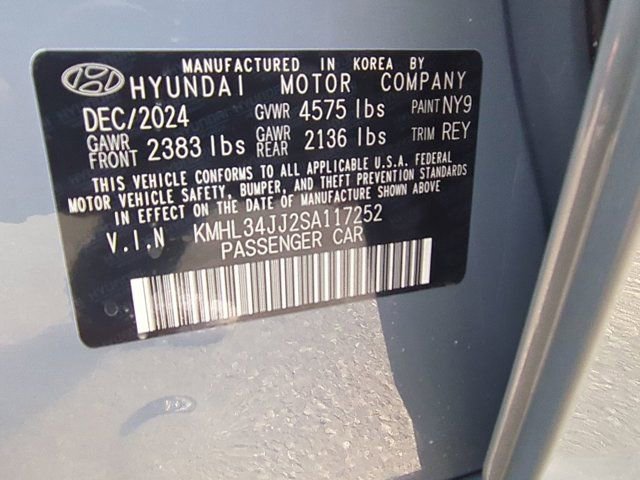 MANUFACTURED IN KOREA BY
HYUNDAI MOTOR COMPANY
DEC/2024 GVWR 4575 lbs PAINT NY9
GAWR FRONT 2383 lbs GAWR REAR 2136 lbs TRIM REY
THIS VEHICLE CONFORMS TO ALL APPLICABLE U.S.A. FEDERAL
MOTOR VEHICLE SAFETY, BUMPER, AND THEFT PREVENTION STANDARDS
IN EFFECT ON THE DATE OF MANUFACTURE SHOWN ABOVE
V.I.N KMHL34JJ2SA117252
PASSENGER CAR